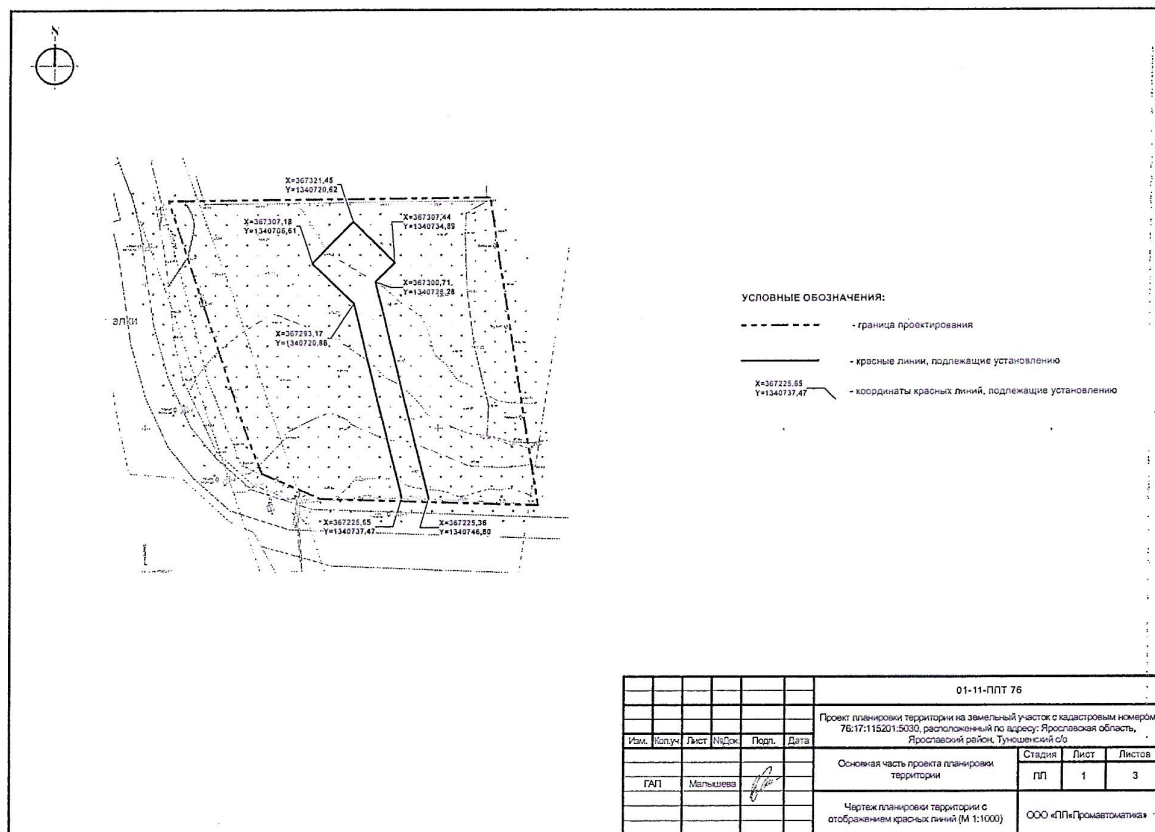 N
X=367321,45
Y=1340720,62
X=367307,18
Y=1340706,61
X=367307,44
Y=1340734,89
X=367300,71
Y=1340728,28
X=367293,17
Y=1340720,88
X=367225,65
Y=1340737,47
X=367225,36
Y=1340746,80
элки
УСЛОВНЫЕ ОБОЗНАЧЕНИЯ:
- граница проектирования
- красные линии, подлежащие установлению
X=367225,65
Y=1340737,47
- координаты красных линий, подлежащие установлению
01-11-ППТ 76
Проект планировки территории на земельный участок с кадастровым номером
76:17:115201:5030, расположенный по адресу: Ярославская область,
Ярославский район, Туношенский с/о
Изм. Кол.уч. Лист №Док. Подп. Дата
Основная часть проекта планировки
территории
Стадия Лист Листов
ПП 1 3
ГАП Малышева
Чертеж планировки территории с
отображением красных линий (М 1:1000)
ООО «ПП«Промавтоматика»